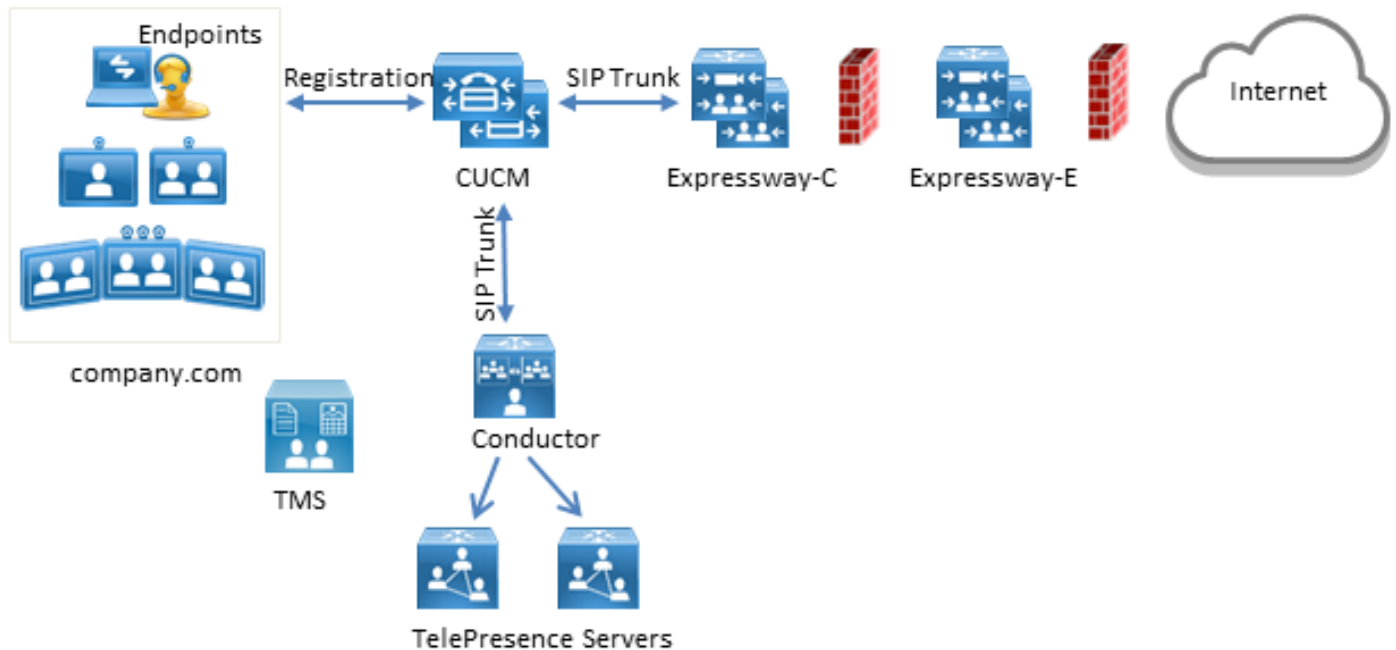 Endpoints
Registration
SIP Trunk
Internet
CUCM
Expressway-C
Expressway-E
SIP Trunk
company.com
Conductor
TMS
TelePresence Servers